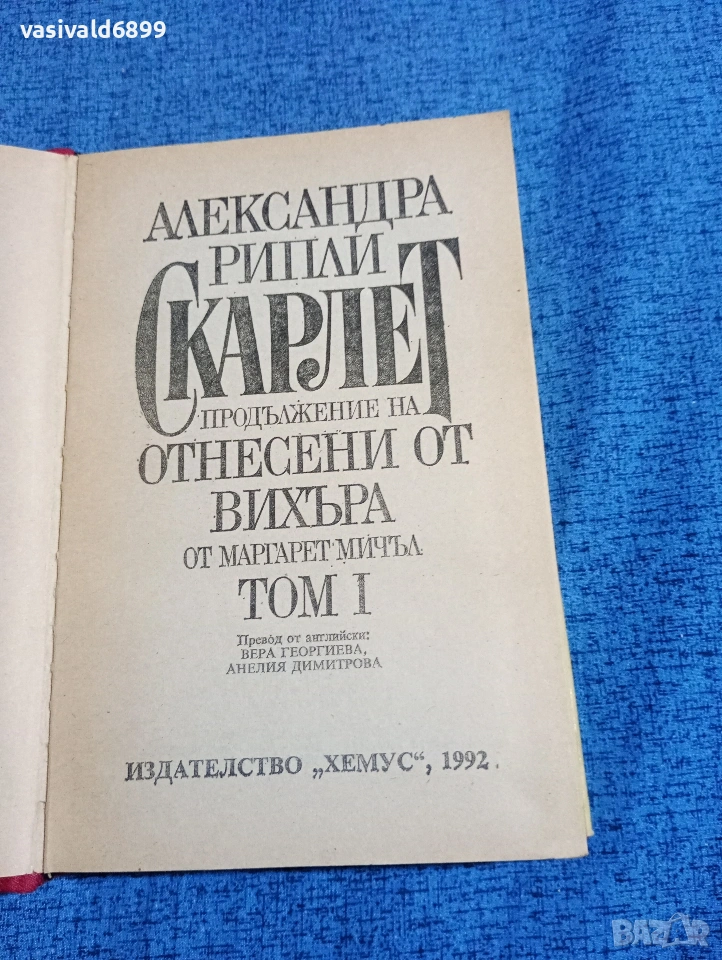 vasivald6899
АЛЕКСАНДРА
РИПЛИ
СКАРЛЕТ
ПРОДЪЛЖЕНИЕ НА
ОТНЕСЕНИ ОТ
ВИХЪРА
ОТ МАРГАРЕТ МИЧЪЛ
ТОМ I
Превод от английски:
ВЕРА ГЕОРГИЕВА,
АНЕЛИЯ ДИМИТРОВА
ИЗДАТЕЛСТВО „ХЕМУС“, 1992.
BAZAR